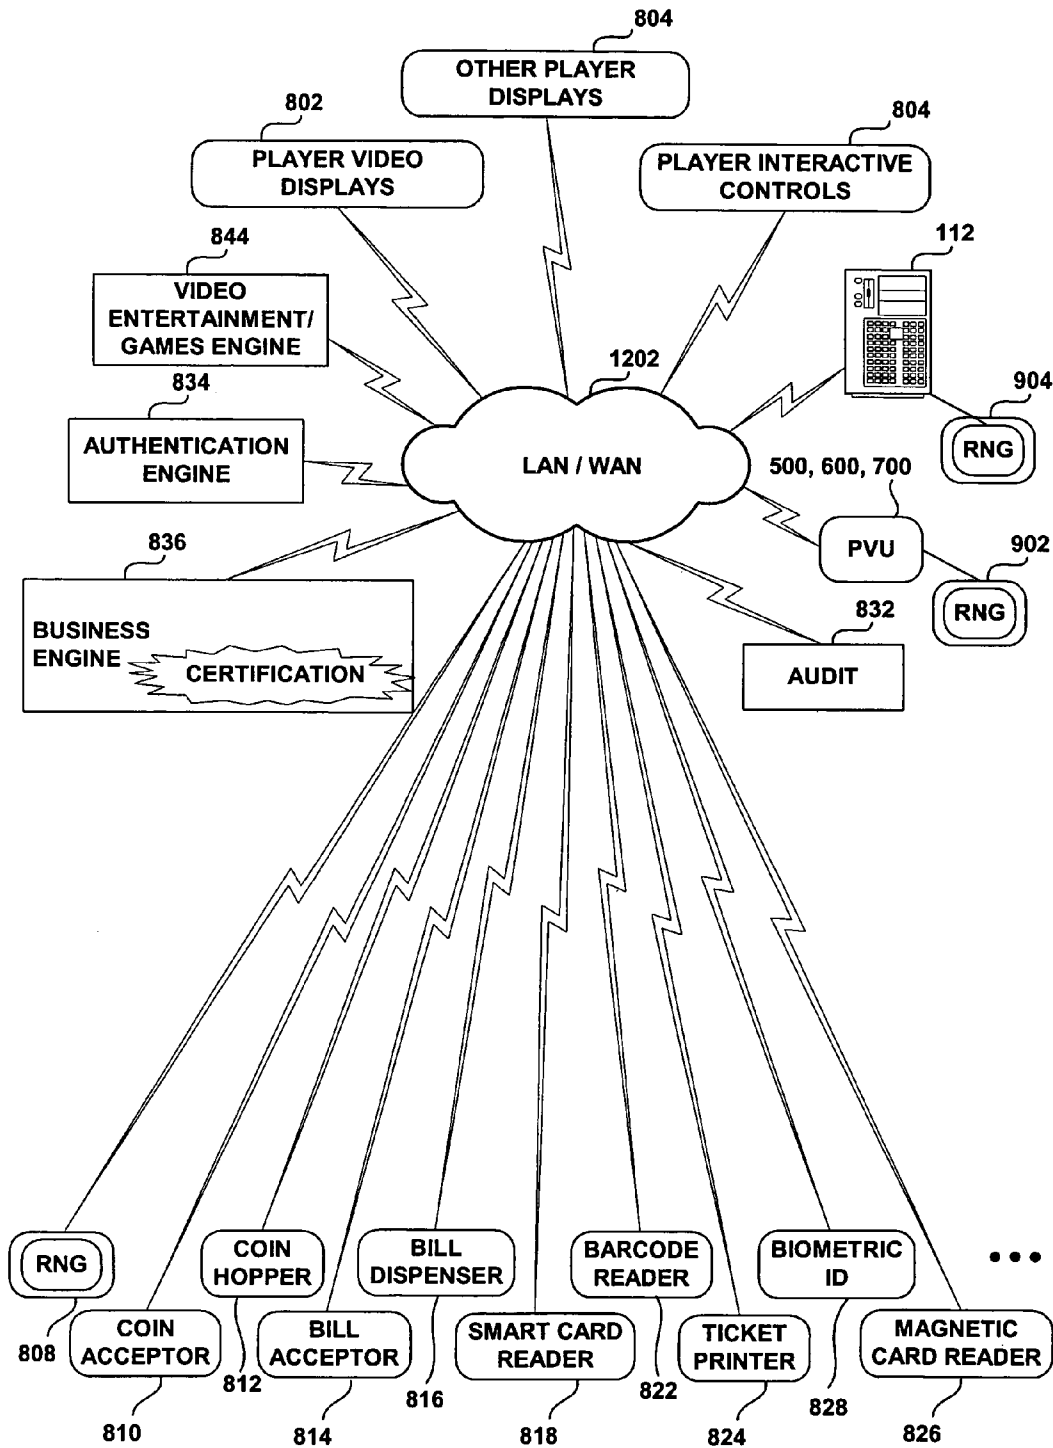 804
OTHER PLAYER
DISPLAYS
802
PLAYER VIDEO
DISPLAYS
804
PLAYER INTERACTIVE
CONTROLS
844
VIDEO
ENTERTAINMENT/
GAMES ENGINE
112
1202
904
RNG
834
AUTHENTICATION
ENGINE
LAN / WAN
500, 600, 700
PVU
902
RNG
836
BUSINESS
ENGINE
CERTIFICATION
832
AUDIT
RNG
808
COIN
ACCEPTOR
810
COIN
HOPPER
812
BILL
ACCEPTOR
814
BILL
DISPENSER
816
SMART CARD
READER
818
BARCODE
READER
822
TICKET
PRINTER
824
BIOMETRIC
ID
828
MAGNETIC
CARD READER
826
•••